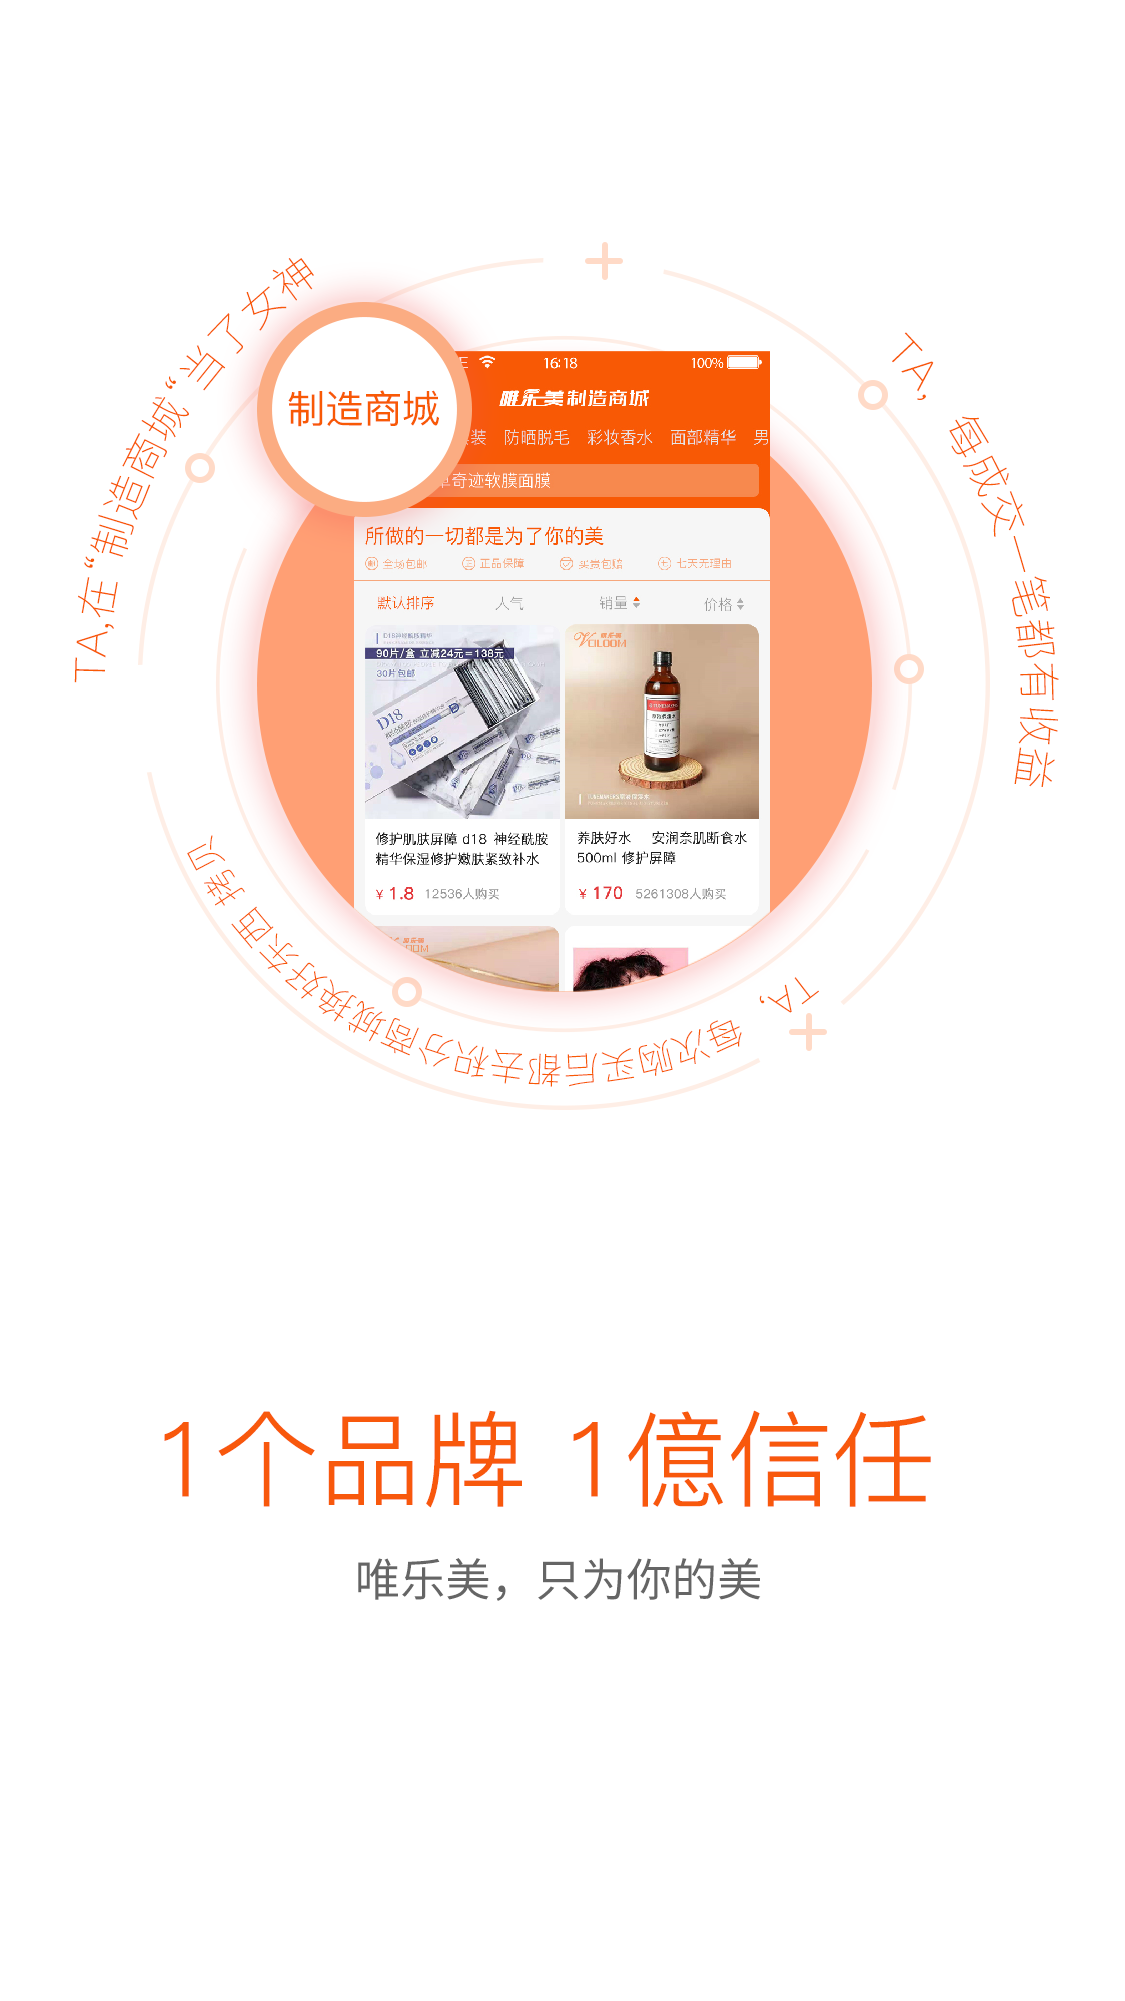 TA,在“制造商城”当了女神
TA，每成交一笔都有收益
制造商城
16:18
100%
唯乐美制造商城
装 防晒脱毛 彩妆香水 面部精华 男
奇迹软膜面膜
所做的一切都是为了你的美
全场包邮 正品保障 买贵包赔 七天无理由
默认排序 人气 销量 价格
90片/盒 立减24元=138元
30片包邮
D18
VOLOOM
修护肌肤屏障 d18 神经酰胺
精华保湿修护嫩肤紧致补水
¥ 1.8 12536人购买
养肤好水 安润奈肌断食水
500ml 修护屏障
¥ 170 5261308人购买
TA，每次购买后都去积分商城换好东西 拷贝
1个品牌 1億信任
唯乐美，只为你的美